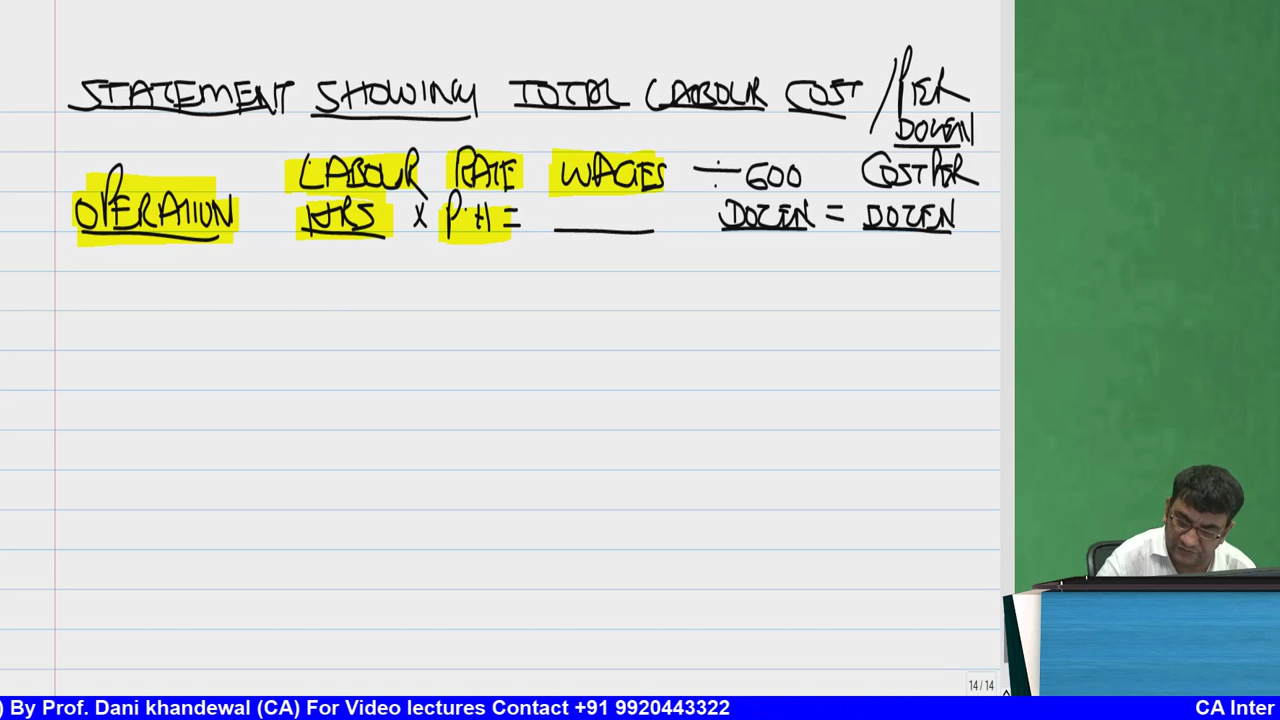 STATEMENT SHOWING TOTAL LABOUR COST / PER DOZEN
OPERATION LABOUR HRS X RATE P.H = WAGES ÷ 600 DOZEN = COST PER DOZEN
14 / 14
) By Prof. Dani khandewal (CA) For Video lectures Contact +91 9920443322
CA Inter